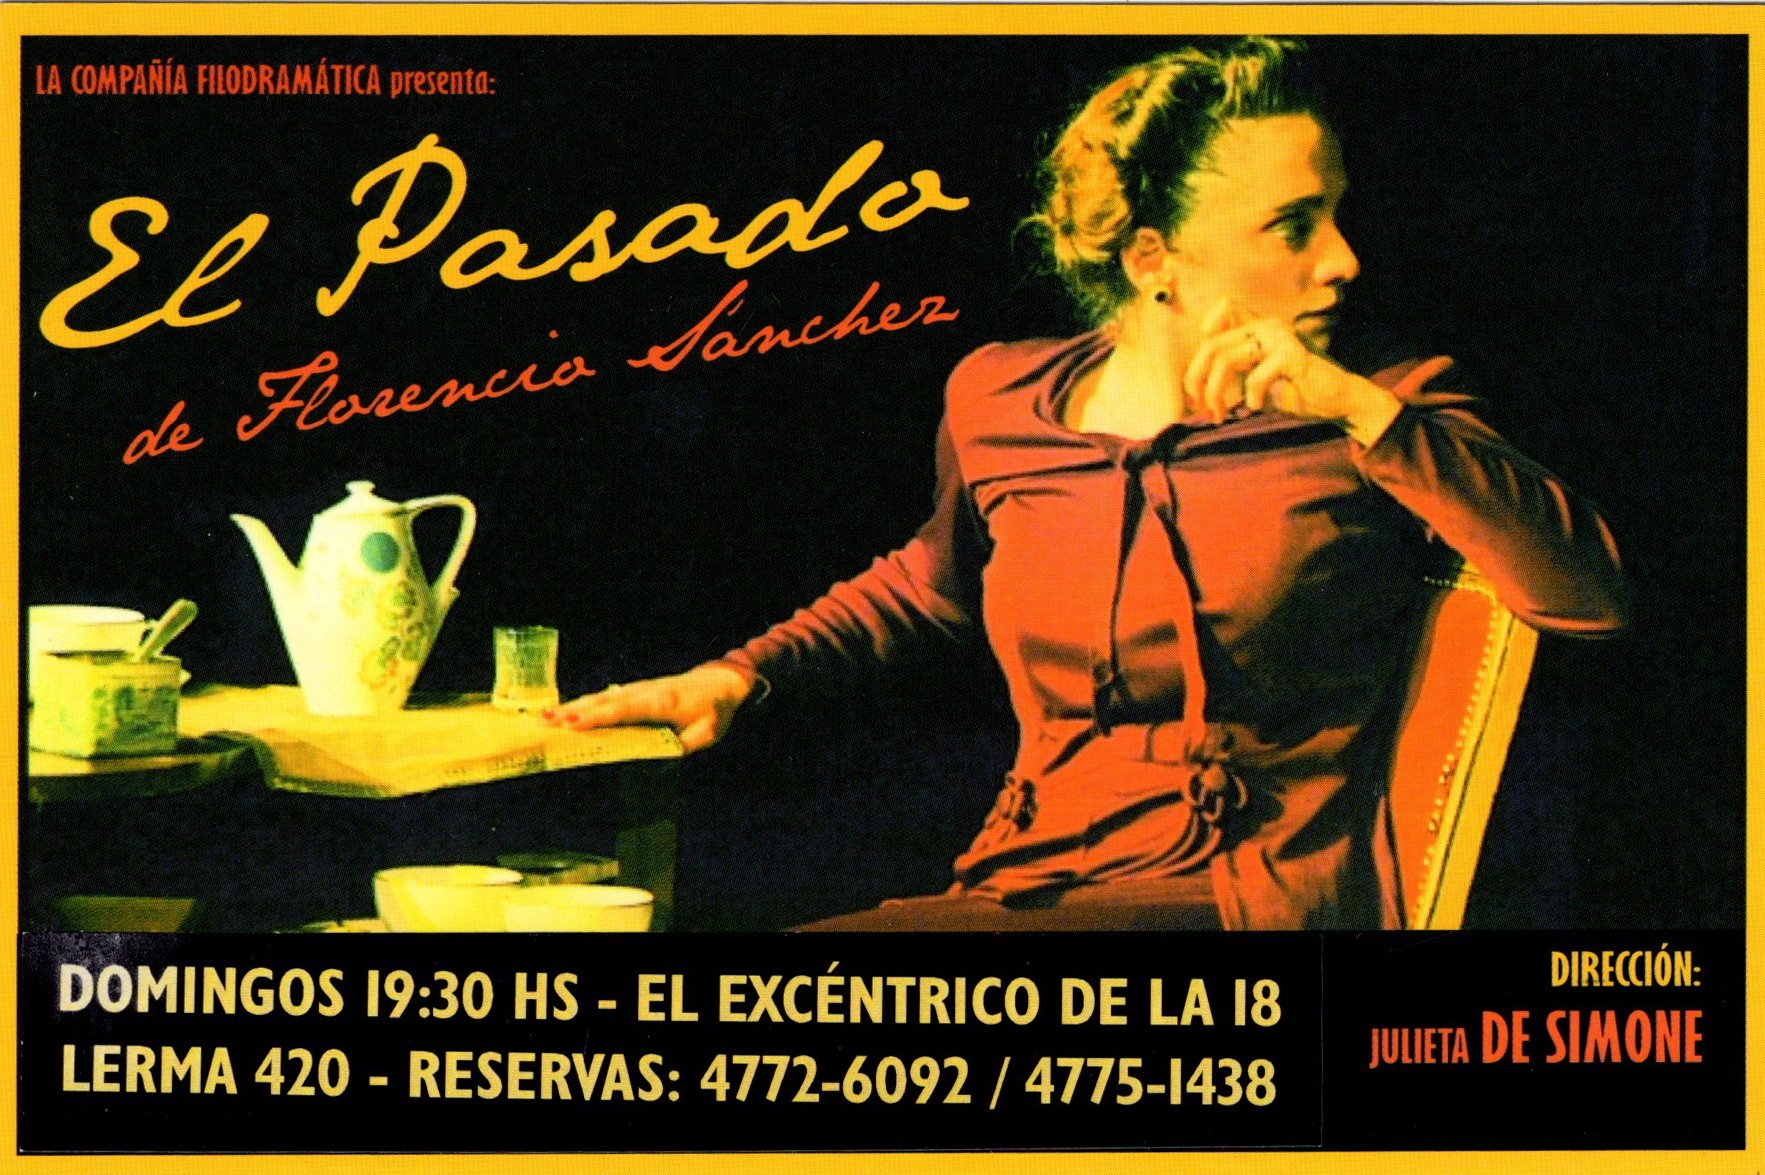 LA COMPAÑÍA FILODRAMÁTICA presenta:
El Pasado
de Florencio Sánchez
DOMINGOS 19:30 HS - EL EXCÉNTRICO DE LA 18
LERMA 420 - RESERVAS: 4772-6092 / 4775-1438
DIRECCIÓN:
JULIETA DE SIMONE